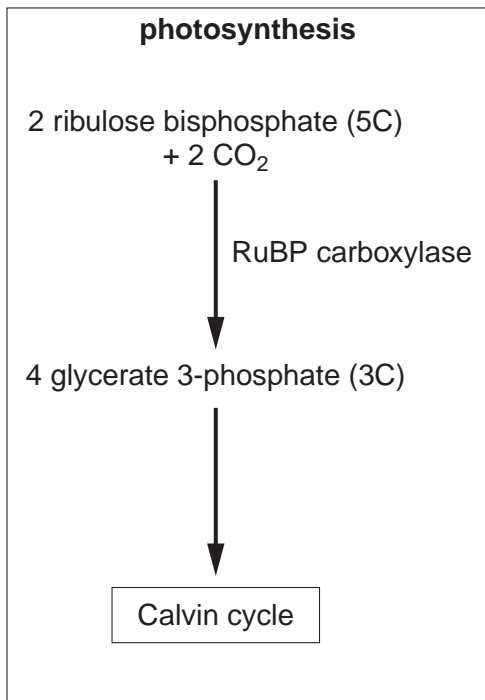 photosynthesis
2 ribulose bisphosphate (5C)
+ 2 CO₂
RuBP carboxylase
4 glycerate 3-phosphate (3C)
Calvin cycle